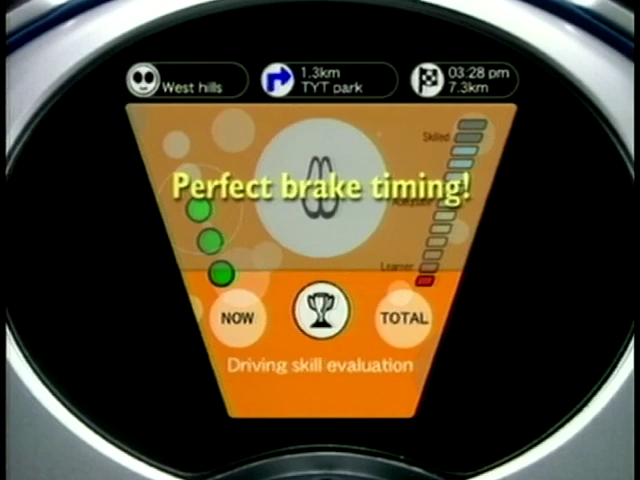 West hills
1.3km
TYT park
03:28 pm
7.3km
Skilled
Perfect brake timing!
Adequate
Learner
NOW
TOTAL
Driving skill evaluation